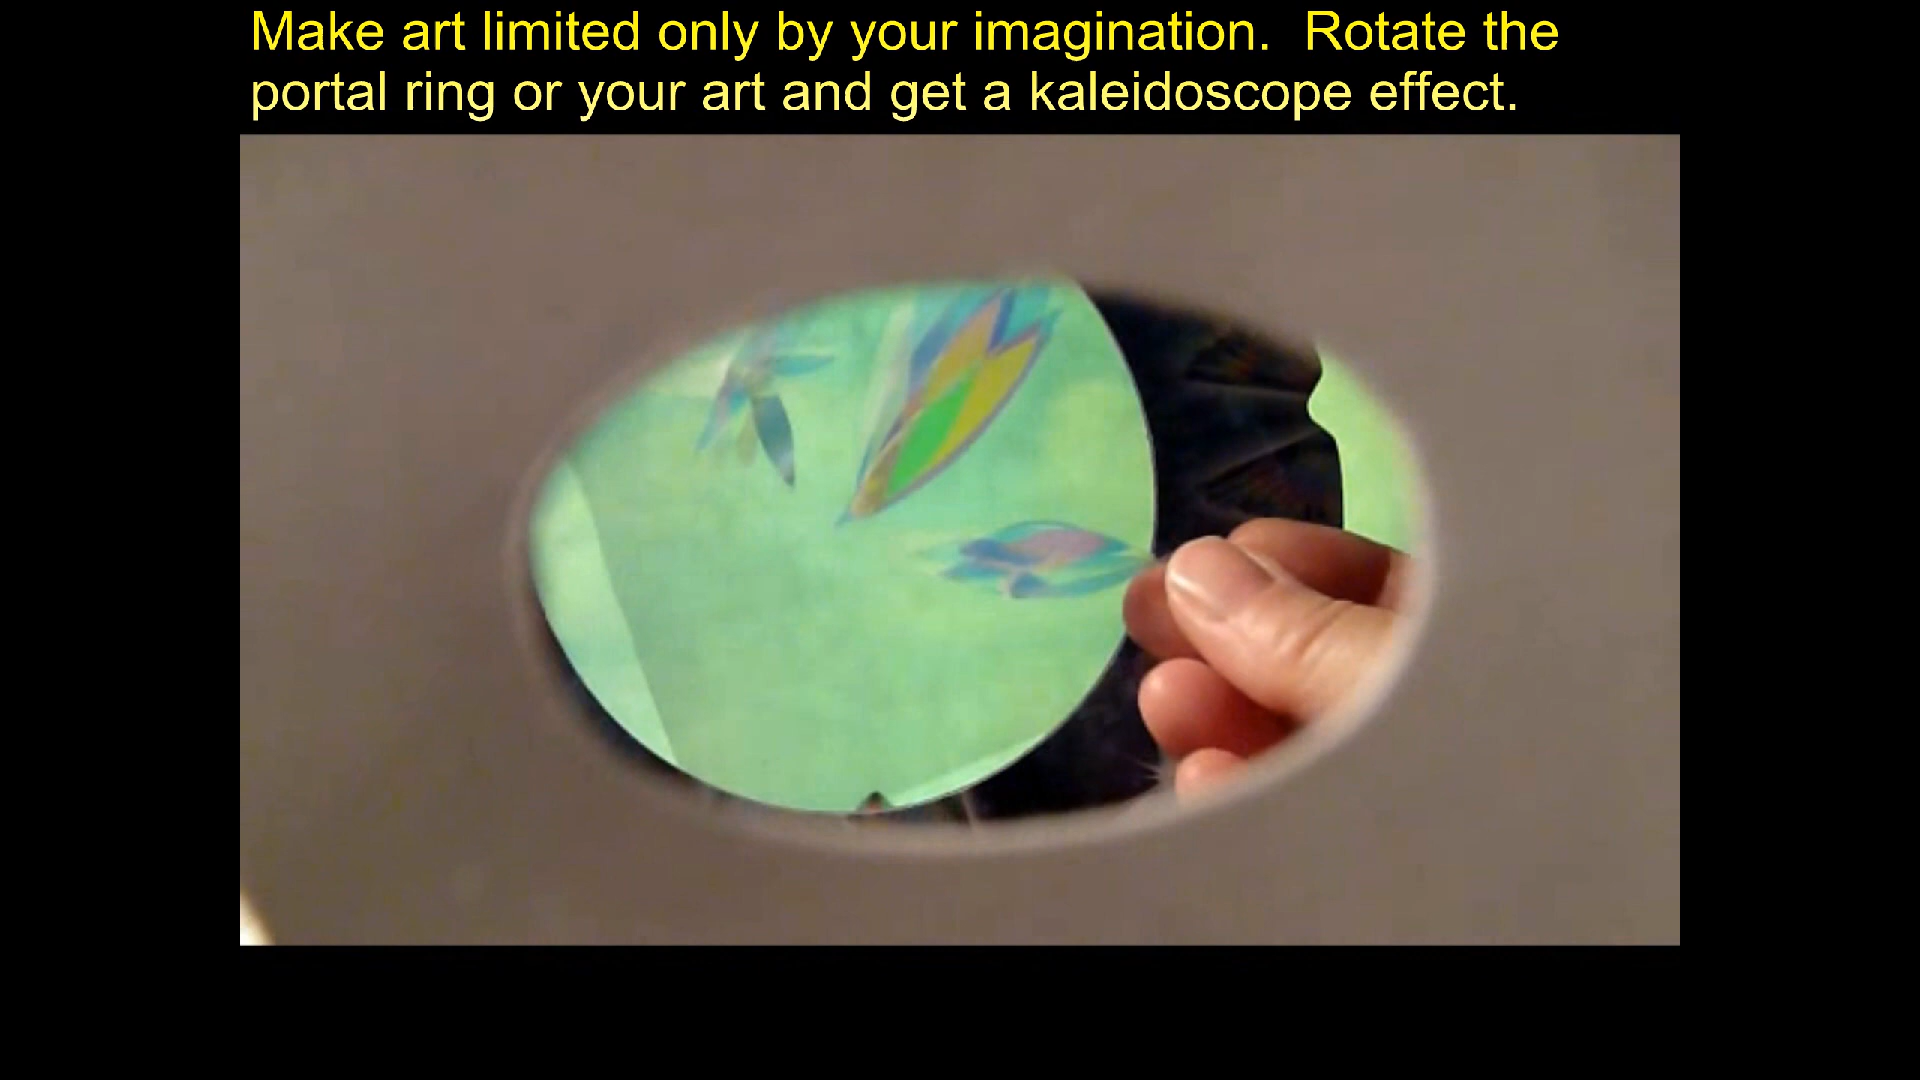 Make art limited only by your imagination.  Rotate the
portal ring or your art and get a kaleidoscope effect.